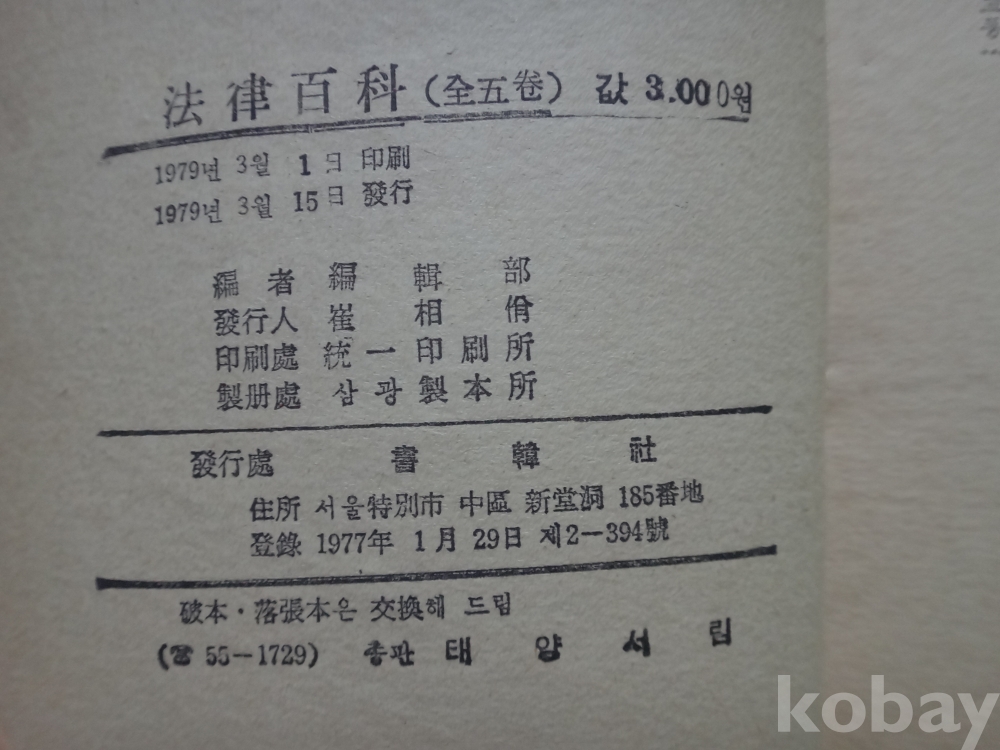 法律百科 (全五卷) 값 3.000원
1979년 3월 1日 印刷
1979년 3월 15日 發行
編者 編輯部
發行人 崔相佾
印刷處 統一印刷所
製册處 삼광製本所
發行處 書韓社
住所 서울特別市 中區 新堂洞 185番地
登錄 1977年 1月 29日 제2-394號
破本·落張本은 交換해 드림
(☎ 55-1729) 총판 태양서림
kobay